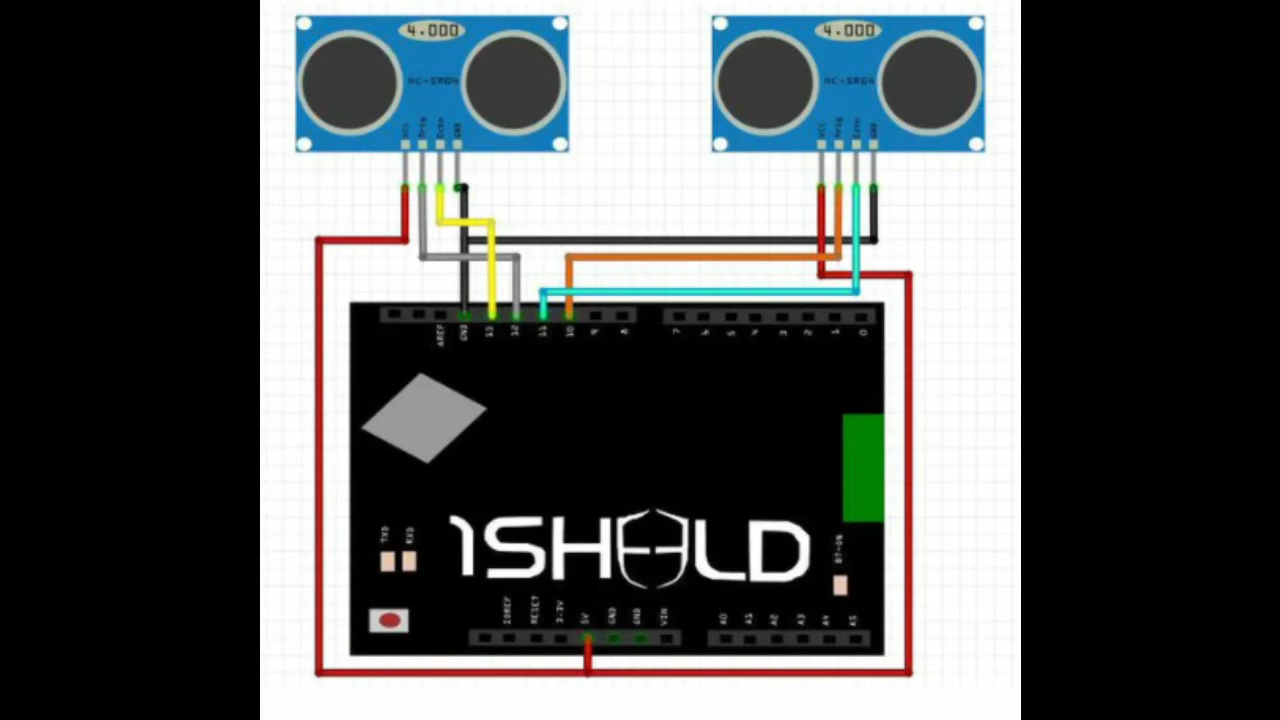 4.000
4.000
HC-SR04
HC-SR04
VCC
Trig
Echo
GND
VCC
Trig
Echo
GND
AREF
GND
13
12
11
10
9
8
7
6
5
4
3
2
1
0
TXD
RXD
1SHEELD
BT-ON
IOREF
RESET
3.3V
5V
GND
GND
VIN
A0
A1
A2
A3
A4
A5